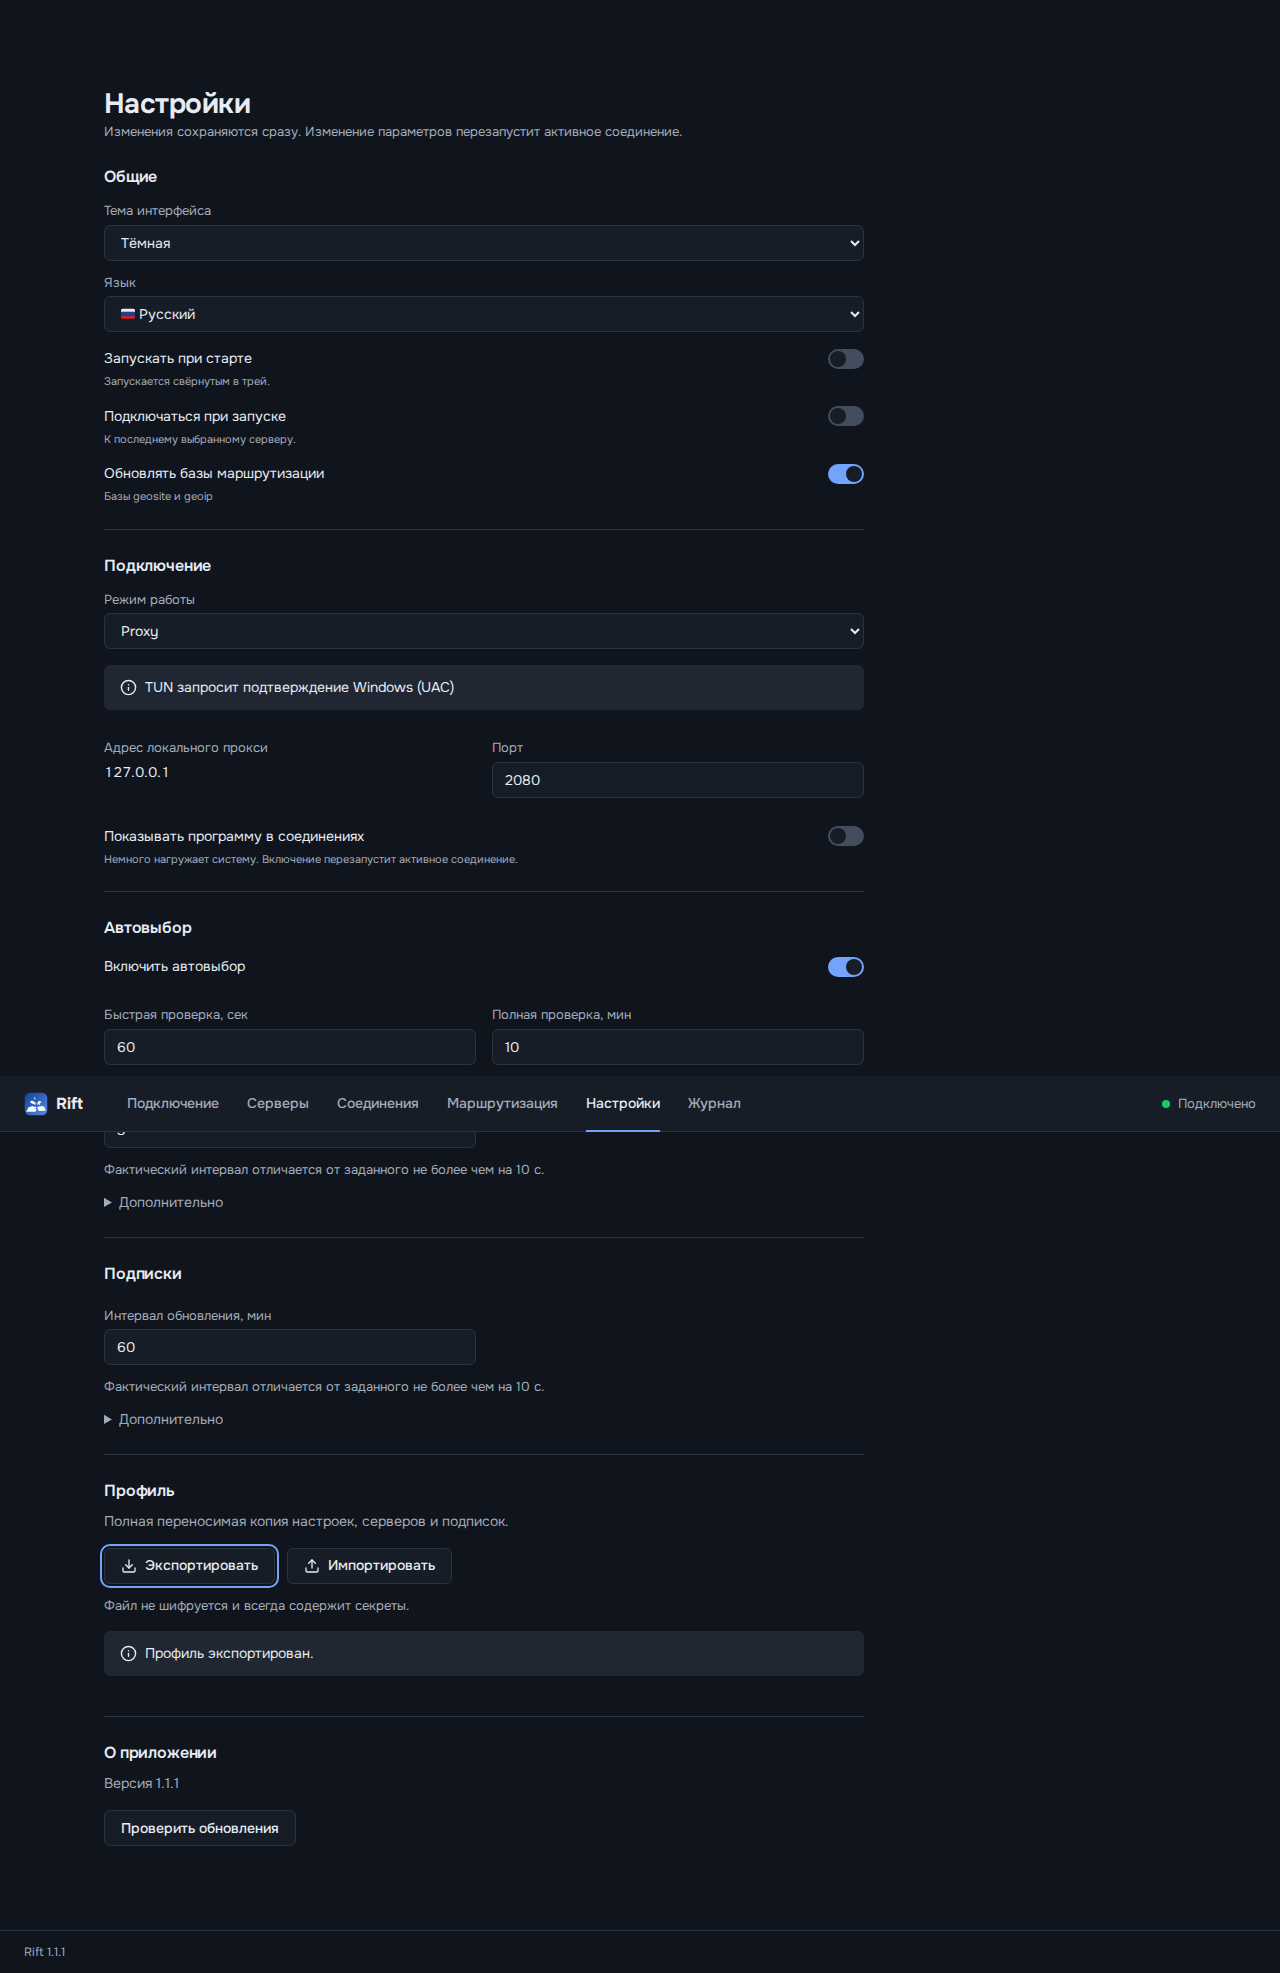 Настройки
Изменения сохраняются сразу. Изменение параметров перезапустит активное соединение.
Общие
Тема интерфейса
Тёмная
Язык
Русский
Запускать при старте
Запускается свёрнутым в трей.
Подключаться при запуске
К последнему выбранному серверу.
Обновлять базы маршрутизации
Базы geosite и geoip
Подключение
Режим работы
Proxy
TUN запросит подтверждение Windows (UAC)
Адрес локального прокси
Порт
127.0.0.1
2080
Показывать программу в соединениях
Немного нагружает систему. Включение перезапустит активное соединение.
Автовыбор
Включить автовыбор
Быстрая проверка, сек
Полная проверка, мин
60
10
Rift
Подключение
Серверы
Соединения
Маршрутизация
Настройки
Журнал
Подключено
Фактический интервал отличается от заданного не более чем на 10 с.
Дополнительно
Подписки
Интервал обновления, мин
60
Фактический интервал отличается от заданного не более чем на 10 с.
Дополнительно
Профиль
Полная переносимая копия настроек, серверов и подписок.
Экспортировать
Импортировать
Файл не шифруется и всегда содержит секреты.
Профиль экспортирован.
О приложении
Версия 1.1.1
Проверить обновления
Rift 1.1.1